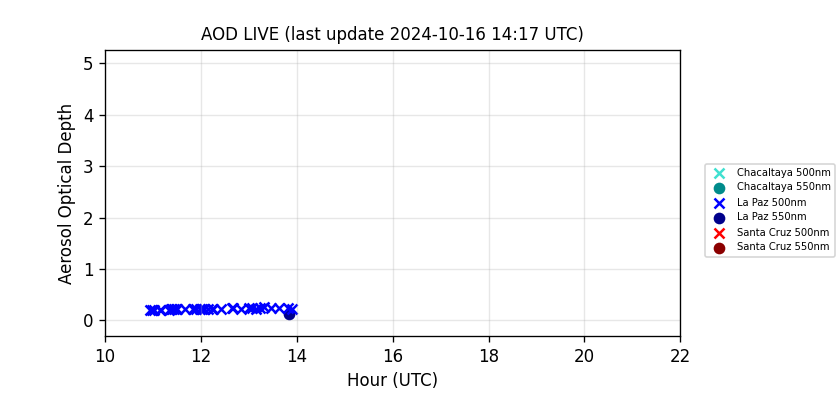 AOD LIVE (last update 2024-10-16 14:17 UTC)
5
4
3
2
1
0
Aerosol Optical Depth
10 12 14 16 18 20 22
Hour (UTC)
Chacaltaya 500nm
Chacaltaya 550nm
La Paz 500nm
La Paz 550nm
Santa Cruz 500nm
Santa Cruz 550nm